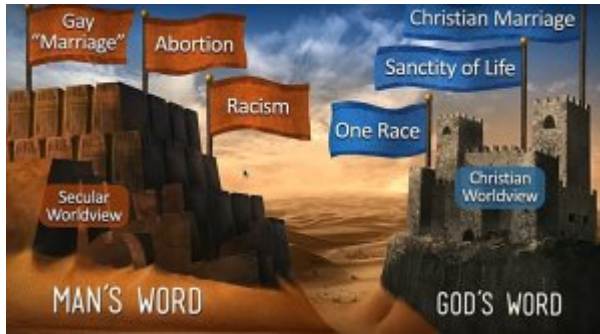 Gay
"Marriage"
Abortion
Racism
Secular
Worldview
MAN'S WORD
Christian Marriage
Sanctity of Life
One Race
Christian
Worldview
GOD'S WORD